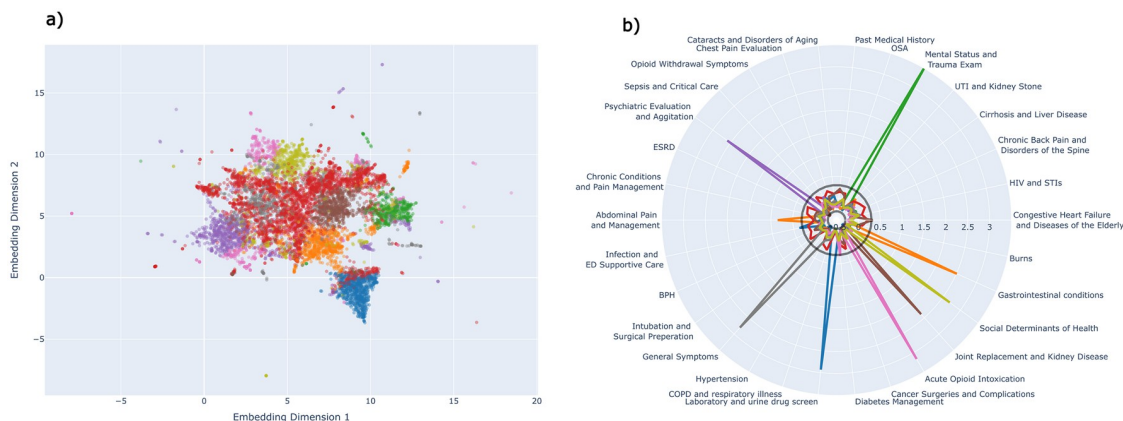 a)
15
10
5
0
−5
−5
0
5
10
15
20
Embedding Dimension 2
Embedding Dimension 1
b)
Cataracts and Disorders of Aging
Chest Pain Evaluation
Opioid Withdrawal Symptoms
Sepsis and Critical Care
Psychiatric Evaluation
and Aggitation
ESRD
Chronic Conditions
and Pain Management
Abdominal Pain
and Management
Infection and
ED Supportive Care
BPH
Intubation and
Surgical Preperation
General Symptoms
Hypertension
COPD and respiratory illness
Laboratory and urine drug screen
Past Medical History
OSA
Mental Status and
Trauma Exam
UTI and Kidney Stone
Cirrhosis and Liver Disease
Chronic Back Pain and
Disorders of the Spine
HIV and STIs
Congestive Heart Failure
and Diseases of the Elderly
Burns
Gastrointestinal conditions
Social Determinants of Health
Joint Replacement and Kidney Disease
Acute Opioid Intoxication
Cancer Surgeries and Complications
Diabetes Management
0.5 1 1.5 2 2.5 3